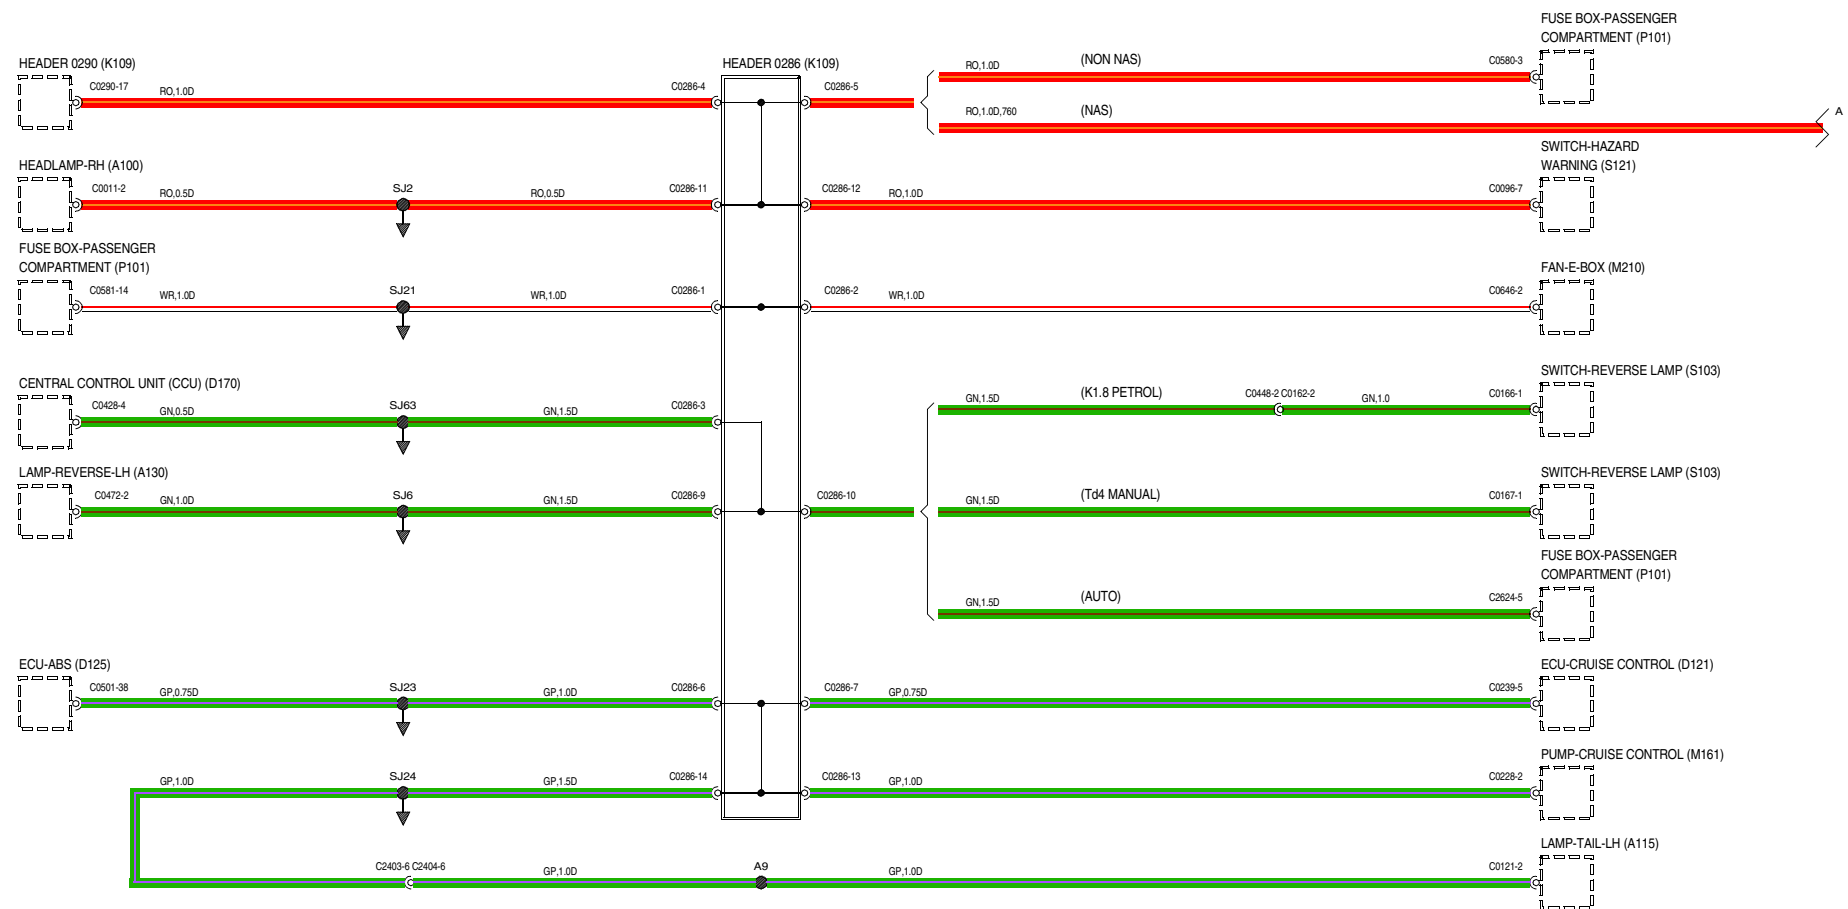 FUSE BOX-PASSENGER
COMPARTMENT (P101)
HEADER 0290 (K109)
HEADER 0286 (K109)
(NON NAS)
C0290-17
RO,1.0D
C0286-4
C0286-5
RO,1.0D
C0580-3
RO,1.0D,760
(NAS)
A
HEADLAMP-RH (A100)
SWITCH-HAZARD
WARNING (S121)
C0011-2
RO,0.5D
SJ2
RO,0.5D
C0286-11
C0286-12
RO,1.0D
C0096-7
FUSE BOX-PASSENGER
COMPARTMENT (P101)
FAN-E-BOX (M210)
C0581-14
WR,1.0D
SJ21
WR,1.0D
C0286-1
C0286-2
WR,1.0D
C0646-2
CENTRAL CONTROL UNIT (CCU) (D170)
SWITCH-REVERSE LAMP (S103)
C0428-4
GN,0.5D
SJ63
GN,1.5D
C0286-3
GN,1.5D
(K1.8 PETROL)
C0448-2 C0162-2
GN,1.0
C0166-1
LAMP-REVERSE-LH (A130)
SWITCH-REVERSE LAMP (S103)
C0472-2
GN,1.0D
SJ6
GN,1.5D
C0286-9
C0286-10
GN,1.5D
(Td4 MANUAL)
C0167-1
FUSE BOX-PASSENGER
COMPARTMENT (P101)
GN,1.5D
(AUTO)
C2624-5
ECU-ABS (D125)
ECU-CRUISE CONTROL (D121)
C0501-38
GP,0.75D
SJ23
GP,1.0D
C0286-6
C0286-7
GP,0.75D
C0239-5
PUMP-CRUISE CONTROL (M161)
GP,1.0D
SJ24
GP,1.5D
C0286-14
C0286-13
GP,1.0D
C0228-2
LAMP-TAIL-LH (A115)
C2403-6 C2404-6
GP,1.0D
A9
GP,1.0D
C0121-2